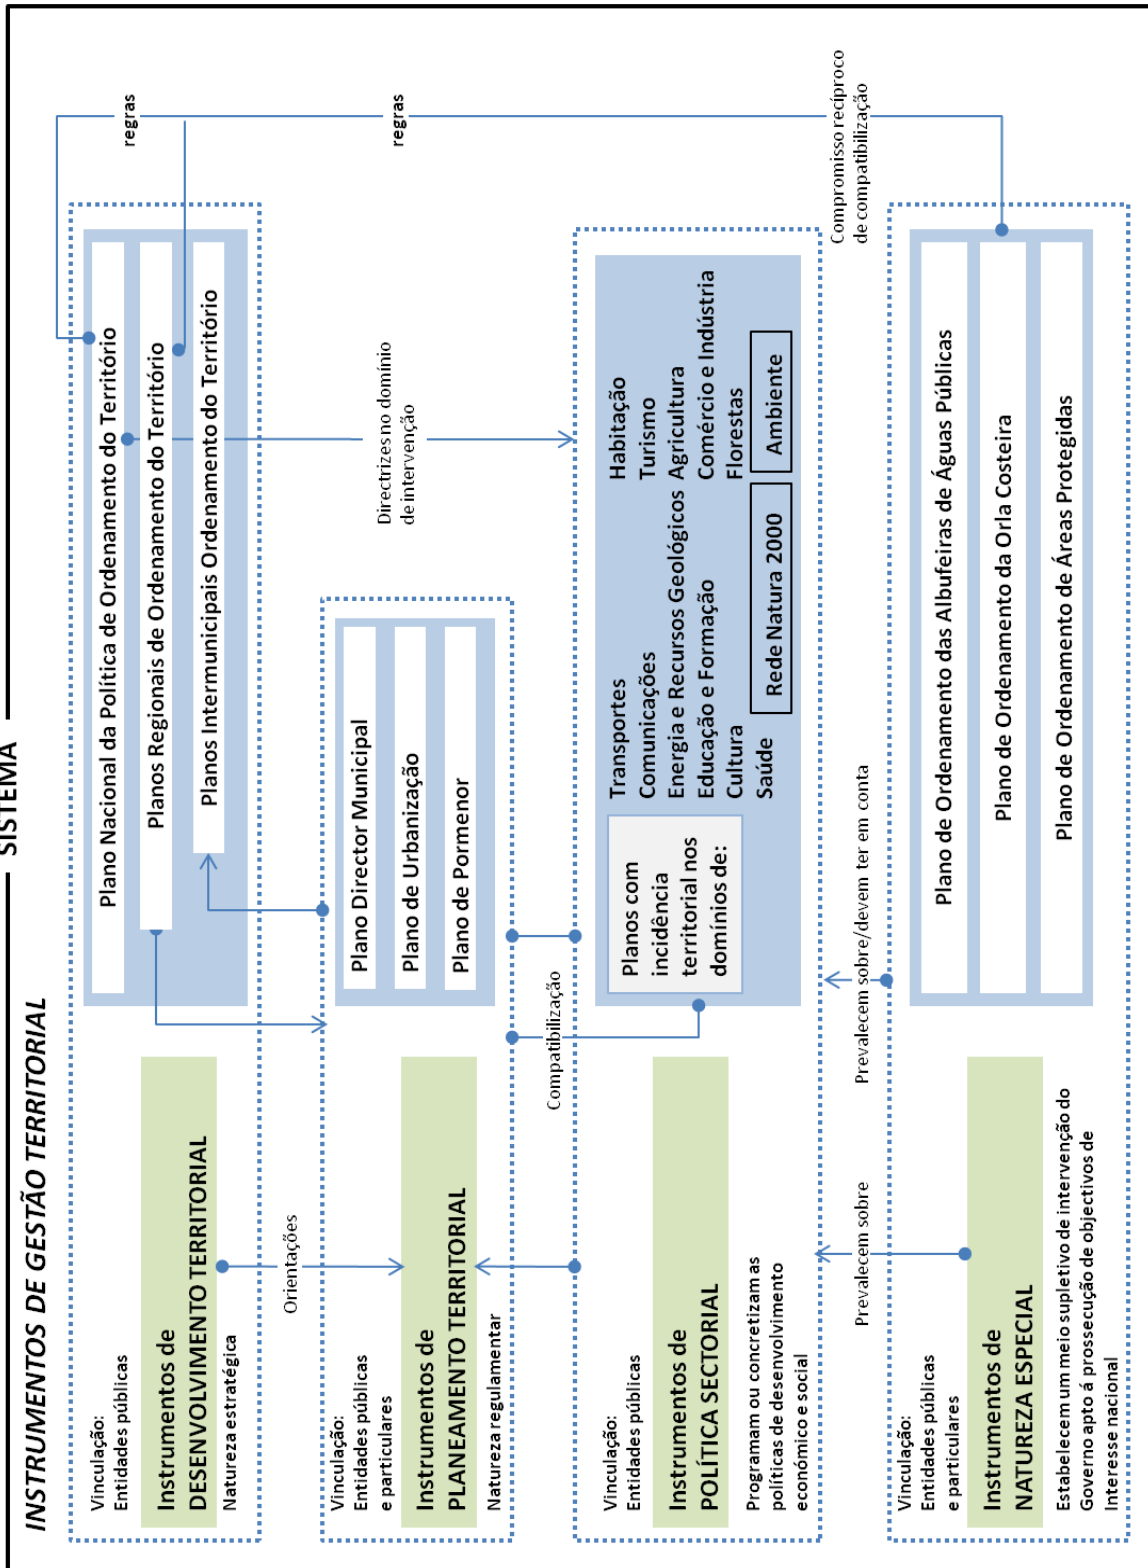 SISTEMA
INSTRUMENTOS DE GESTÃO TERRITORIAL
Vinculação:
Entidades públicas
Instrumentos de
DESENVOLVIMENTO TERRITORIAL
Natureza estratégica
Plano Nacional da Política de Ordenamento do Território
Planos Regionais de Ordenamento do Território
Planos Intermunicipais Ordenamento do Território
regras
Orientações
Directrizes no domínio
de intervenção
regras
Vinculação:
Entidades públicas
e particulares
Instrumentos de
PLANEAMENTO TERRITORIAL
Natureza regulamentar
Plano Director Municipal
Plano de Urbanização
Plano de Pormenor
Compatibilização
Vinculação:
Entidades públicas
Instrumentos de
POLÍTICA SECTORIAL
Programam ou concretizam as
políticas de desenvolvimento
económico e social
Planos com
incidência
territorial nos
domínios de:
Transportes
Comunicações
Energia e Recursos Geológicos
Educação e Formação
Cultura
Saúde
Habitação
Turismo
Agricultura
Comércio e Indústria
Florestas
Rede Natura 2000
Ambiente
Prevalecem sobre
Prevalecem sobre/devem ter em conta
Compromisso recíproco
de compatibilização
Vinculação:
Entidades públicas
e particulares
Instrumentos de
NATUREZA ESPECIAL
Estabelecem um meio supletivo de intervenção do
Governo apto á prossecução de objectivos de
Interesse nacional
Plano de Ordenamento das Albufeiras de Águas Públicas
Plano de Ordenamento da Orla Costeira
Plano de Ordenamento de Áreas Protegidas